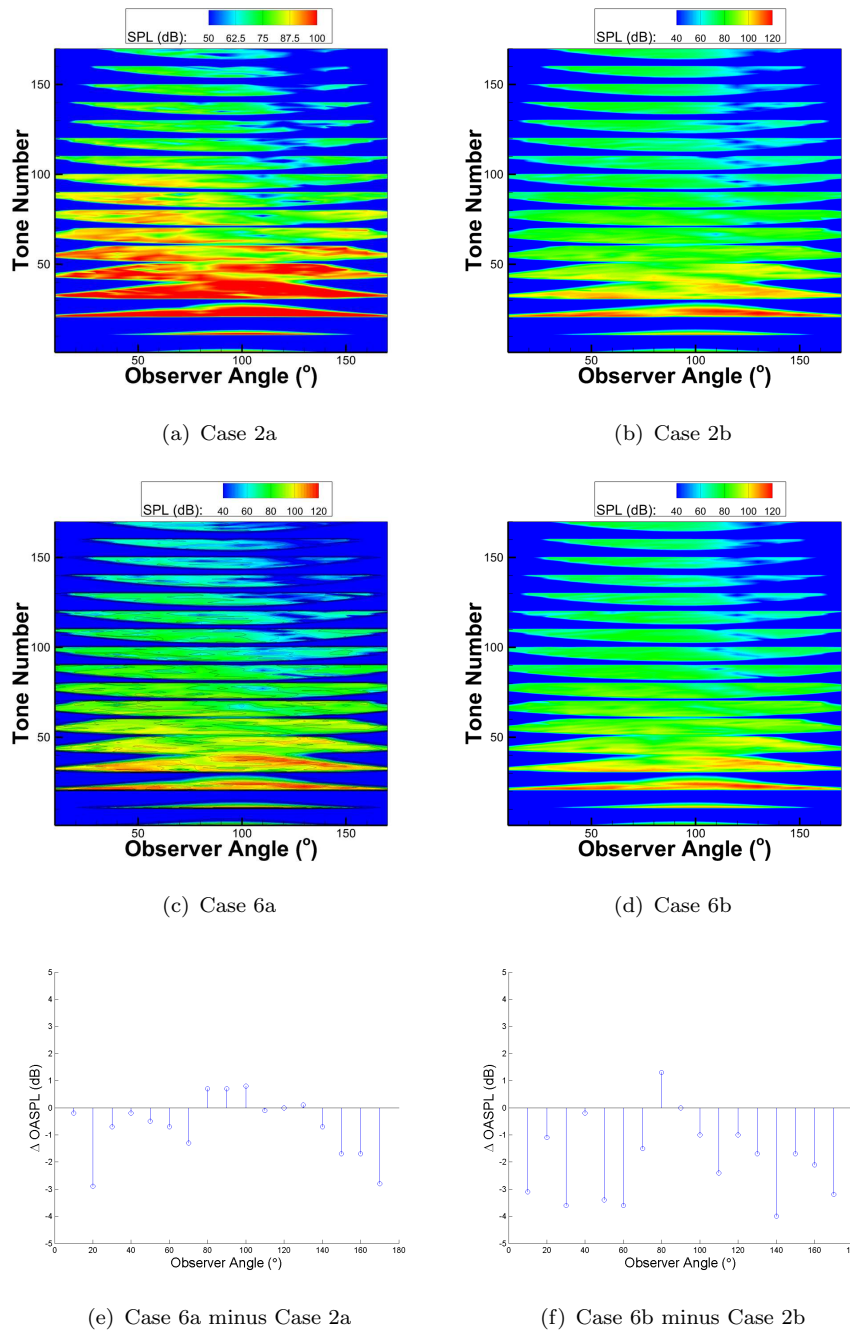 50 62.5 75 87.5 100
SPL (dB):
40 60 80 100 120
SPL (dB):
150
100
50
Tone Number
50 100 150
Observer Angle (°)
150
100
50
Tone Number
50 100 150
Observer Angle (°)
(a) Case 2a
(b) Case 2b
SPL (dB): 40 60 80 100 120
SPL (dB): 40 60 80 100 120
150
100
50
Tone Number
50 100 150
Observer Angle (°)
150
100
50
Tone Number
50 100 150
Observer Angle (°)
(c) Case 6a
(d) Case 6b
5
4
3
2
1
0
-1
-2
-3
-4
-5
Δ OASPL (dB)
0 20 40 60 80 100 120 140 160 180
Observer Angle (°)
5
4
3
2
1
0
-1
-2
-3
-4
-5
Δ OASPL (dB)
0 20 40 60 80 100 120 140 160
Observer Angle (°)
(e) Case 6a minus Case 2a
(f) Case 6b minus Case 2b